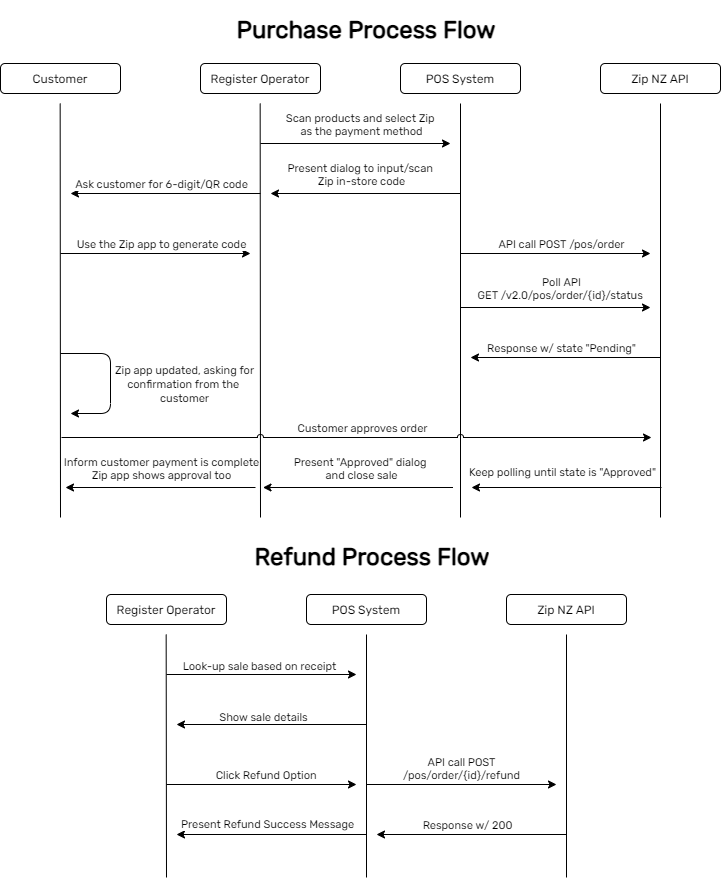 Purchase Process Flow
Customer
Register Operator
POS System
Zip NZ API
Scan products and select Zip
as the payment method
Present dialog to input/scan
Zip in-store code
Ask customer for 6-digit/QR code
Use the Zip app to generate code
API call POST /pos/order
Poll API
GET /v2.0/pos/order/{id}/status
Response w/ state "Pending"
Zip app updated, asking for
confirmation from the
customer
Customer approves order
Inform customer payment is complete
Zip app shows approval too
Present "Approved" dialog
and close sale
Keep polling until state is "Approved"
Refund Process Flow
Register Operator
POS System
Zip NZ API
Look-up sale based on receipt
Show sale details
Click Refund Option
API call POST
/pos/order/{id}/refund
Present Refund Success Message
Response w/ 200